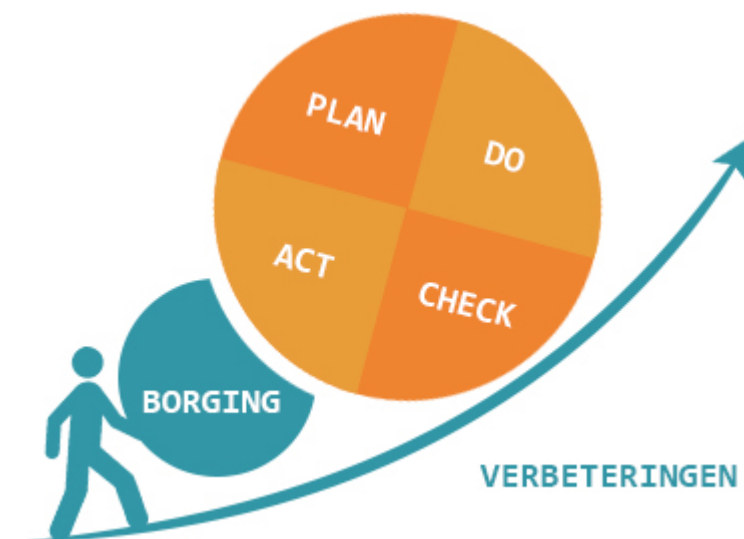 PLAN
DO
ACT
CHECK
BORGING
VERBETERINGEN